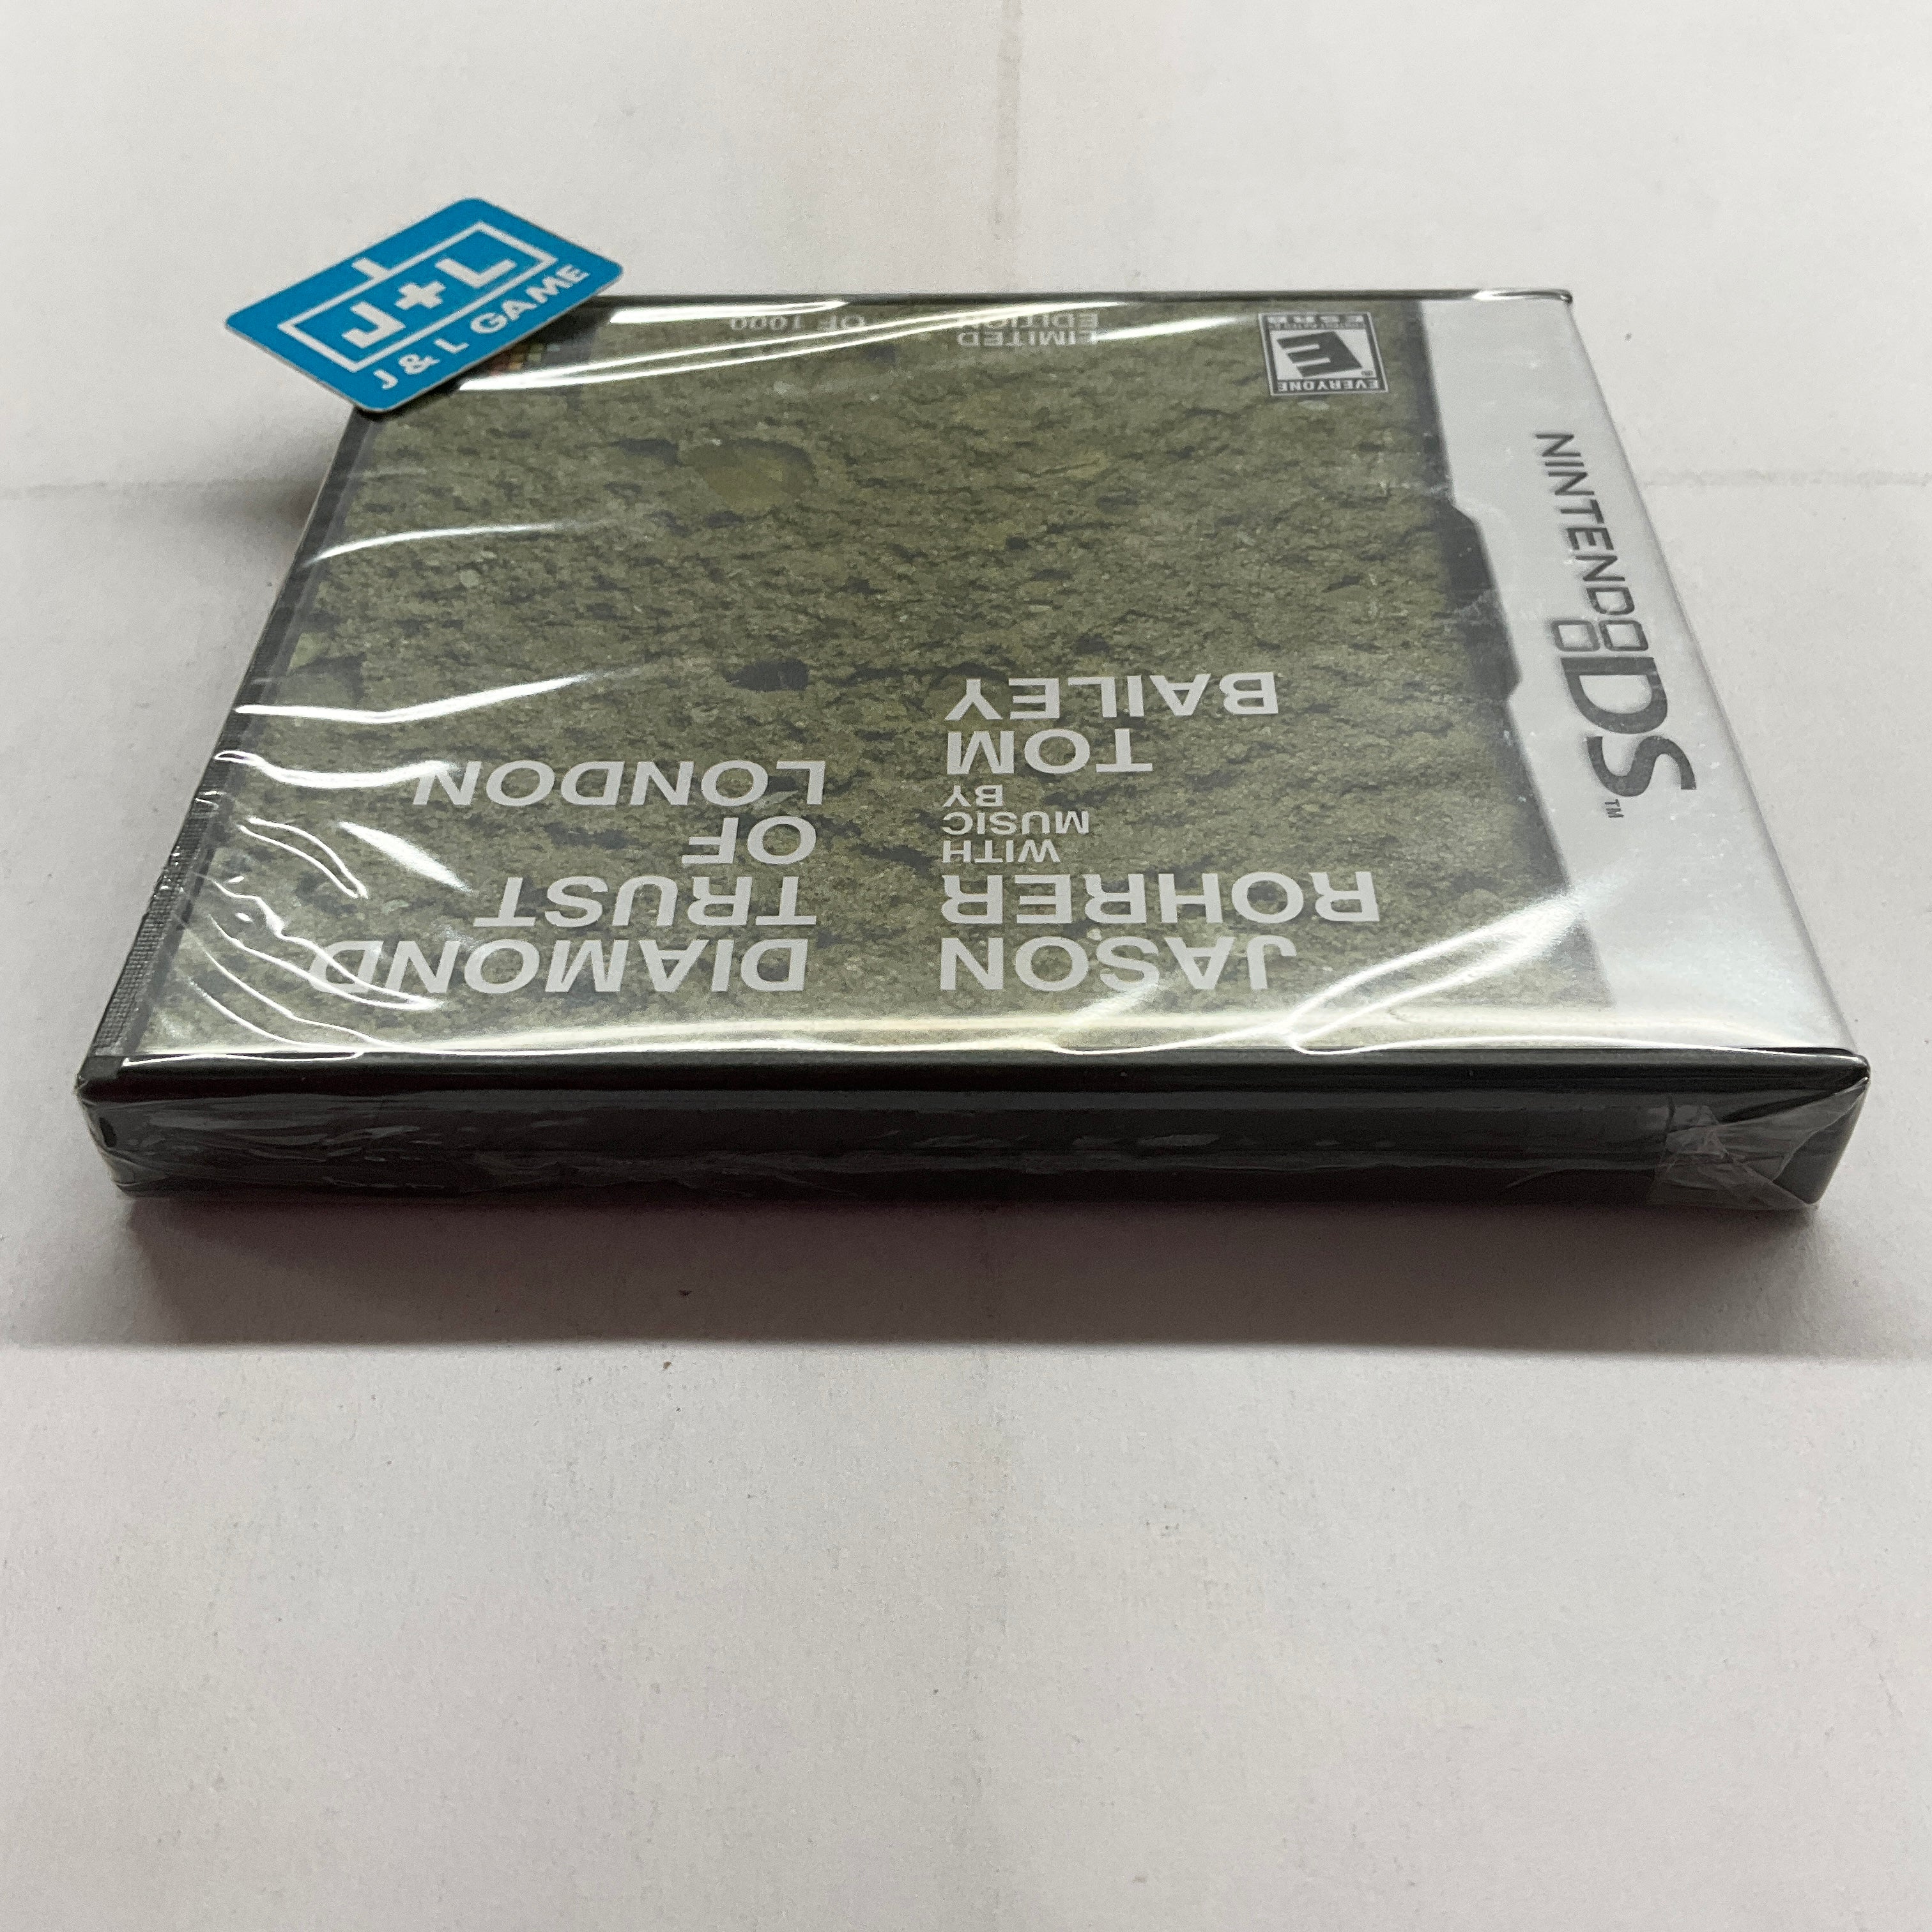 J+L
J & L GAME
NINTENDO DS™
JASON
ROHRER
WITH
MUSIC
BY
TOM
BAILEY
DIAMOND
TRUST
OF
LONDON
EVERYONE
E
®
ESRB
LIMITED
EDITION
OF 1000